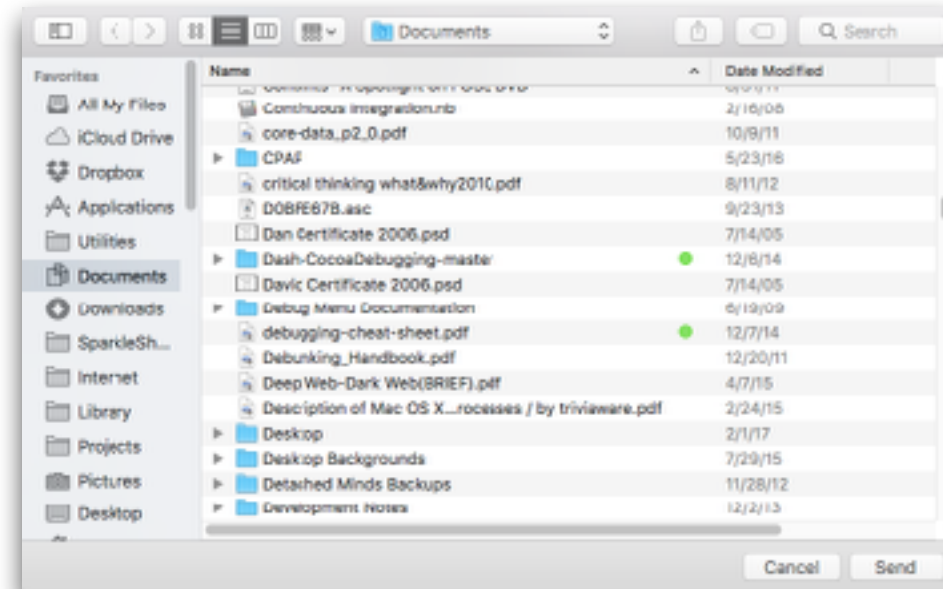 Documents
Search
Favorites
All My Files
iCloud Drive
Dropbox
Applications
Utilities
Documents
Downloads
SparkleSh...
Internet
Library
Projects
Pictures
Desktop
Name Date Modified
Continuous Integration.nb 2/16/08
core-data_p2_0.pdf 10/9/11
CPAF 5/23/16
critical thinking what&why2010.pdf 8/11/12
D0BFE67B.asc 9/23/13
Dan Certificate 2006.psd 7/14/05
Dash-CocoaDebugging-master 12/6/14
David Certificate 2006.psd 7/14/05
Debug Menu Documentation 6/19/09
debugging-cheat-sheet.pdf 12/7/14
Debunking_Handbook.pdf 12/20/11
Deep Web-Dark Web(BRIEF).pdf 4/7/15
Description of Mac OS X...rocesses / by triviaware.pdf 2/24/15
Desktop 2/1/17
Desktop Backgrounds 7/29/15
Detached Minds Backups 11/28/12
Development Notes 12/2/13
Cancel Send